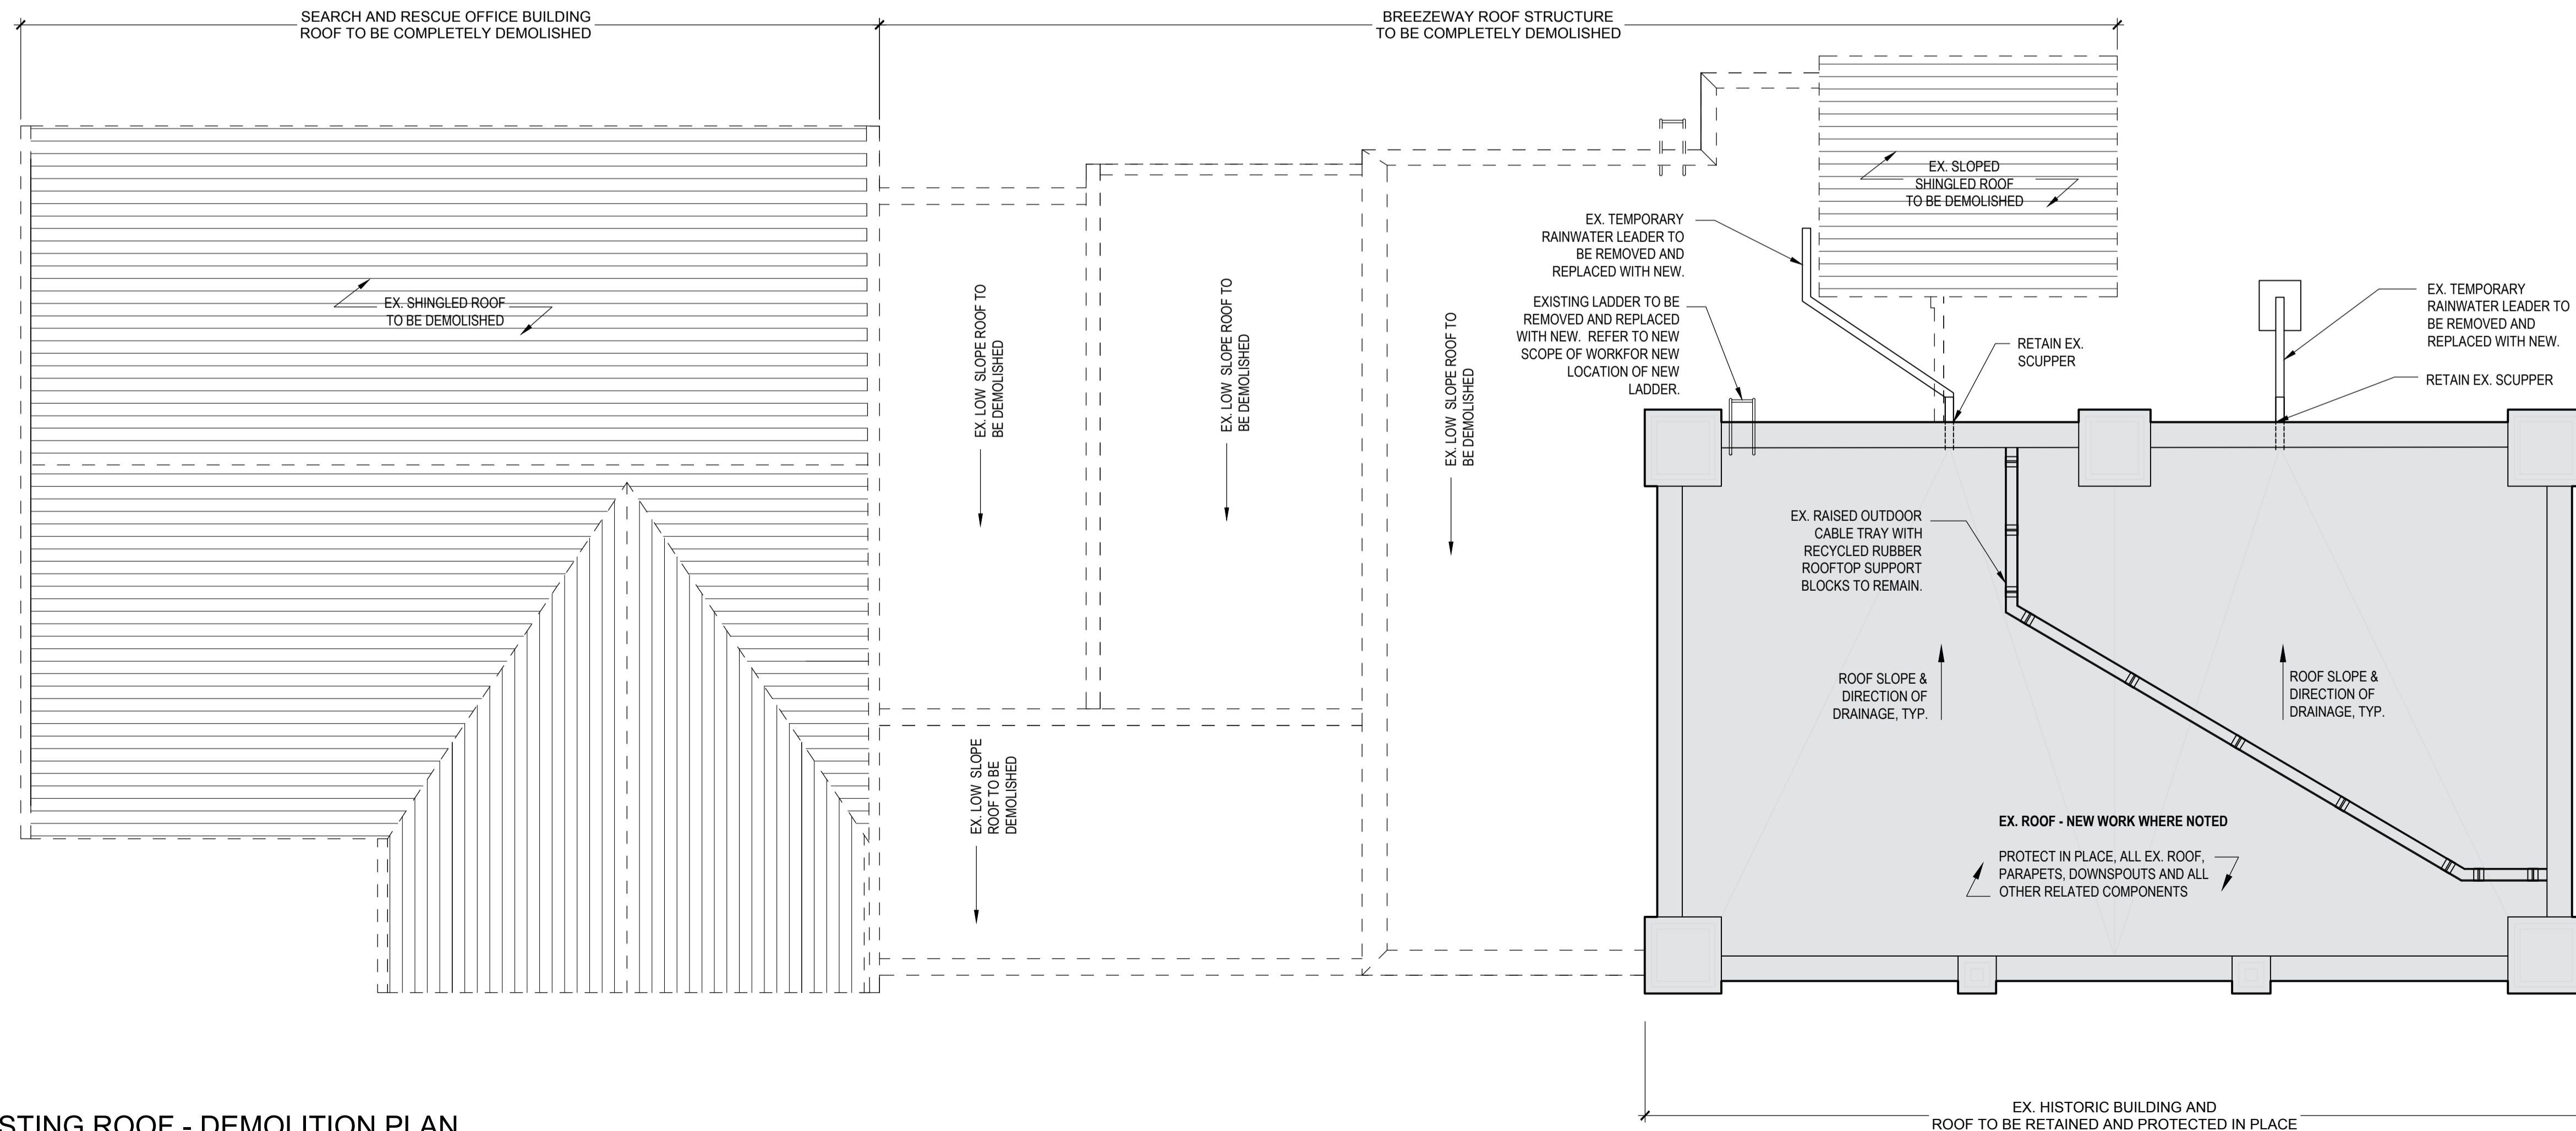 SEARCH AND RESCUE OFFICE BUILDING
ROOF TO BE COMPLETELY DEMOLISHED
BREEZEWAY ROOF STRUCTURE
TO BE COMPLETELY DEMOLISHED
EX. SHINGLED ROOF
TO BE DEMOLISHED
EX. LOW SLOPE ROOF TO
BE DEMOLISHED
EX. LOW SLOPE ROOF TO
BE DEMOLISHED
EX. LOW SLOPE ROOF TO
BE DEMOLISHED
EX. LOW SLOPE
ROOF TO BE
DEMOLISHED
EX. SLOPED
SHINGLED ROOF
TO BE DEMOLISHED
EX. TEMPORARY
RAINWATER LEADER TO
BE REMOVED AND
REPLACED WITH NEW.
EXISTING LADDER TO BE
REMOVED AND REPLACED
WITH NEW. REFER TO NEW
SCOPE OF WORKFOR NEW
LOCATION OF NEW
LADDER.
RETAIN EX.
SCUPPER
EX. TEMPORARY
RAINWATER LEADER TO
BE REMOVED AND
REPLACED WITH NEW.
RETAIN EX. SCUPPER
EX. RAISED OUTDOOR
CABLE TRAY WITH
RECYCLED RUBBER
ROOFTOP SUPPORT
BLOCKS TO REMAIN.
ROOF SLOPE &
DIRECTION OF
DRAINAGE, TYP.
ROOF SLOPE &
DIRECTION OF
DRAINAGE, TYP.
EX. ROOF - NEW WORK WHERE NOTED
PROTECT IN PLACE, ALL EX. ROOF,
PARAPETS, DOWNSPOUTS AND ALL
OTHER RELATED COMPONENTS
EX. HISTORIC BUILDING AND
ROOF TO BE RETAINED AND PROTECTED IN PLACE
STING ROOF - DEMOLITION PLAN